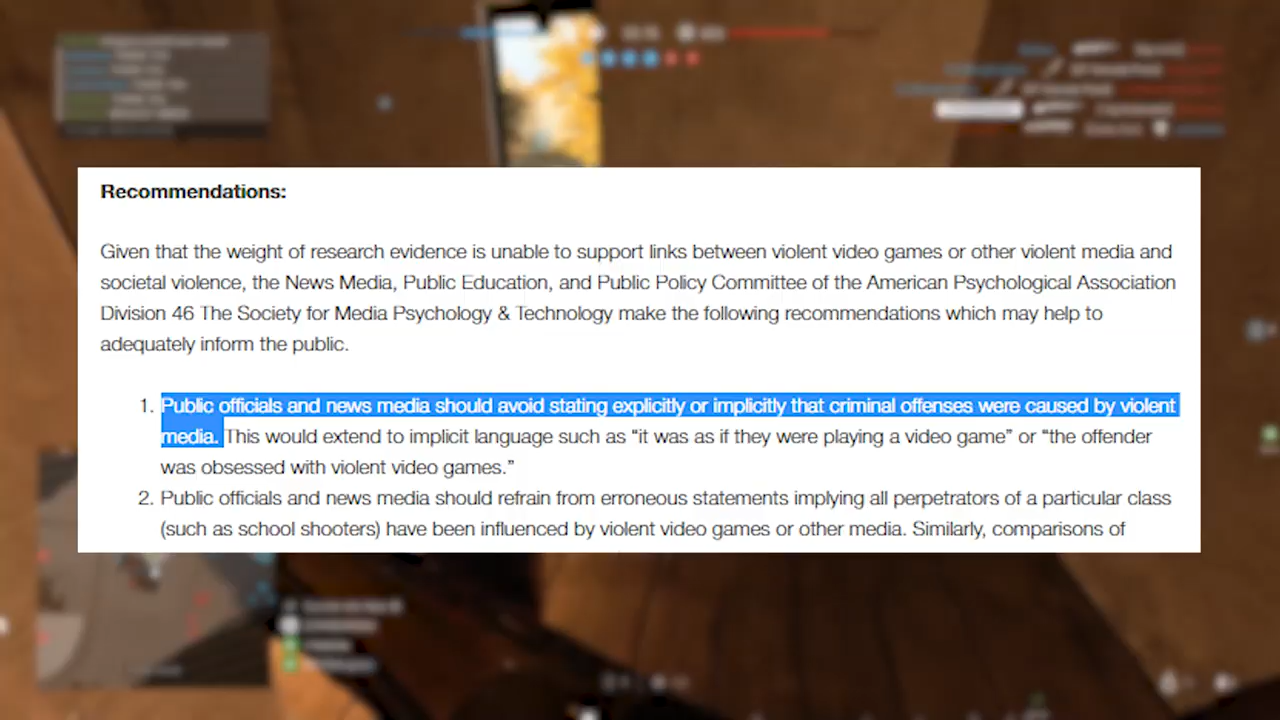 Recommendations:
Given that the weight of research evidence is unable to support links between violent video games or other violent media and
societal violence, the News Media, Public Education, and Public Policy Committee of the American Psychological Association
Division 46 The Society for Media Psychology & Technology make the following recommendations which may help to
adequately inform the public.
1. Public officials and news media should avoid stating explicitly or implicitly that criminal offenses were caused by violent
media. This would extend to implicit language such as “it was as if they were playing a video game” or “the offender
was obsessed with violent video games.”
2. Public officials and news media should refrain from erroneous statements implying all perpetrators of a particular class
(such as school shooters) have been influenced by violent video games or other media. Similarly, comparisons of